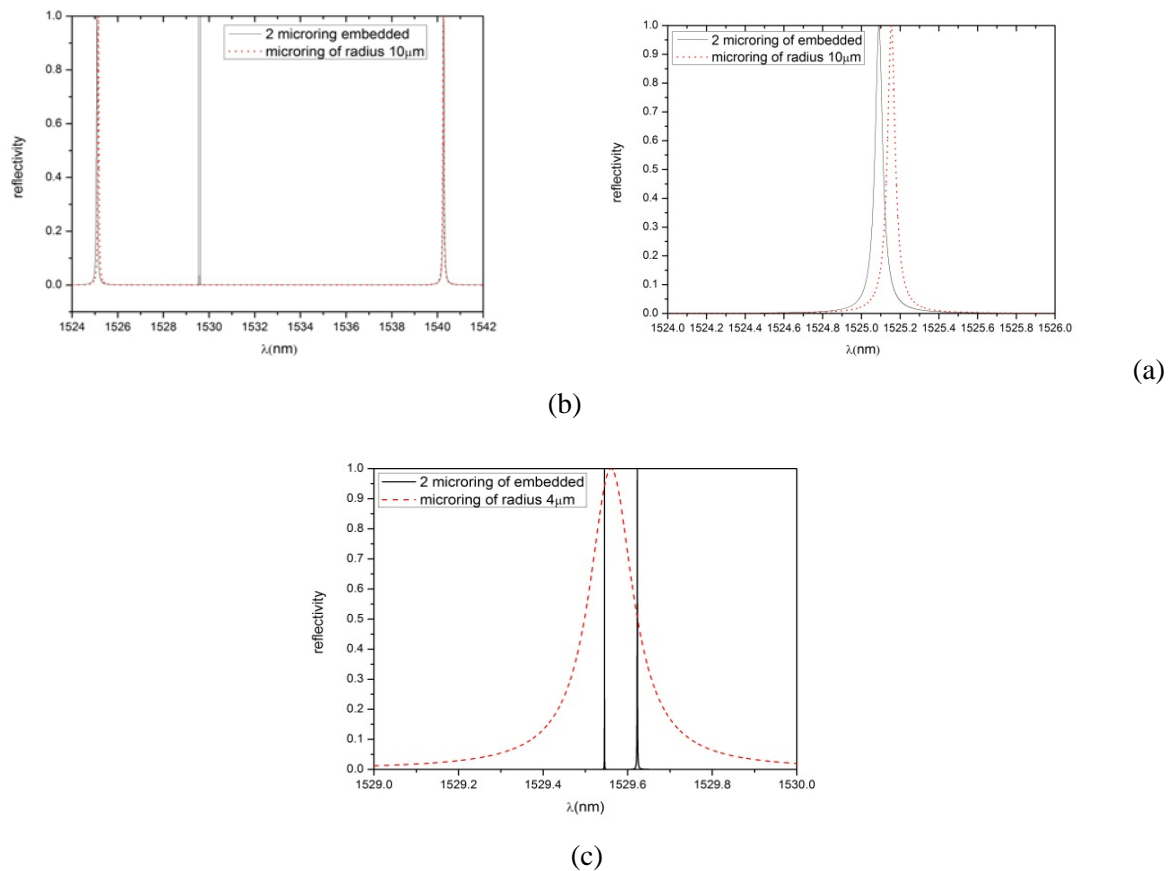 1.0
0.8
0.6
0.4
0.2
0.0
reflectivity
2 microring embedded
microring of radius 10μm
1524 1526 1528 1530 1532 1534 1536 1538 1540 1542
λ(nm)
(b)
1.0
0.9
0.8
0.7
0.6
0.5
0.4
0.3
0.2
0.1
0.0
reflectivity
2 microring of embedded
microring of radius 10μm
1524.0 1524.2 1524.4 1524.6 1524.8 1525.0 1525.2 1525.4 1525.6 1525.8 1526.0
λ(nm)
(a)
1.0
0.9
0.8
0.7
0.6
0.5
0.4
0.3
0.2
0.1
0.0
reflectivity
2 microring of embedded
microring of radius 4μm
1529.0 1529.2 1529.4 1529.6 1529.8 1530.0
λ(nm)
(c)